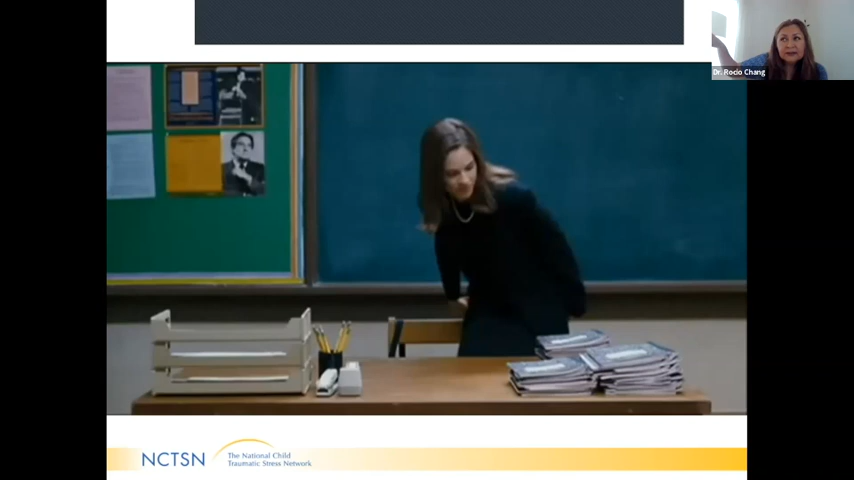 Dr. Rocio Chang
NCTSN
The National Child
Traumatic Stress Network